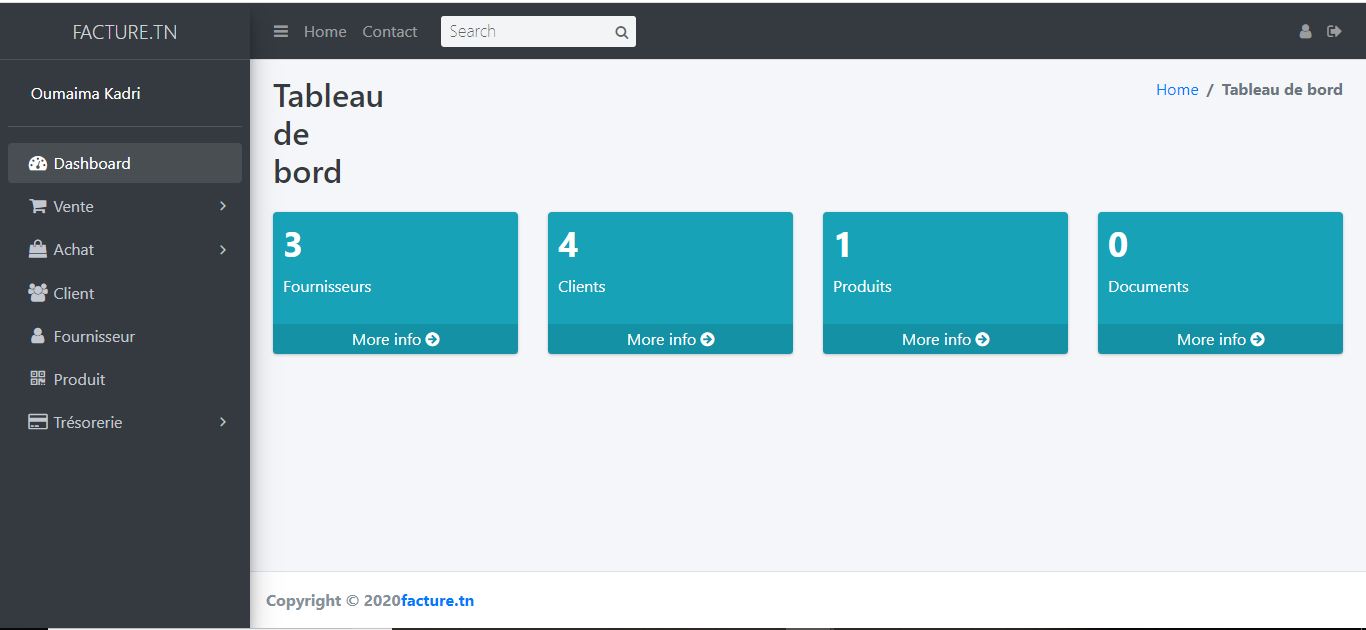 FACTURE.TN
Home Contact Search
Oumaima Kadri
Dashboard
Vente
Achat
Client
Fournisseur
Produit
Trésorerie
Tableau
de
bord
Home / Tableau de bord
3
Fournisseurs
More info
4
Clients
More info
1
Produits
More info
0
Documents
More info
Copyright © 2020facture.tn